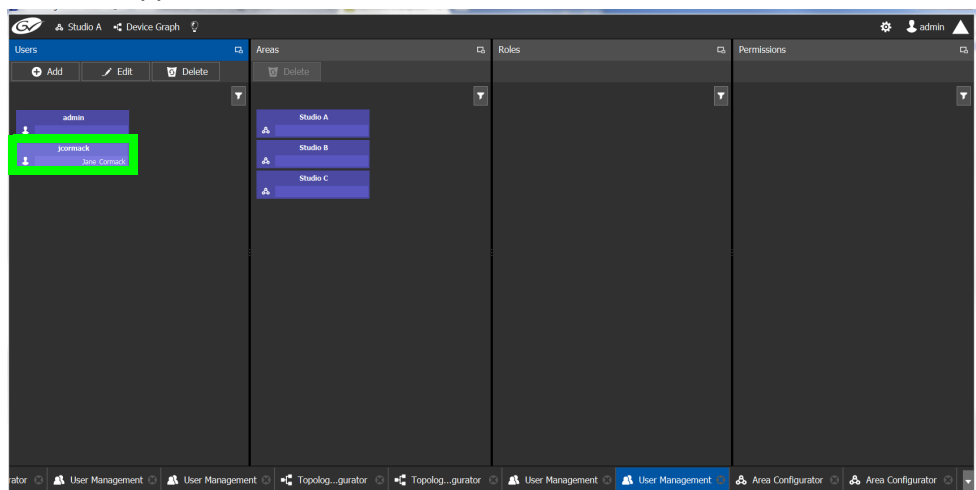 GV Studio A Device Graph admin
Users Areas Roles Permissions
Add Edit Delete Delete
admin
jcormack
Jane Cormack
Studio A
Studio B
Studio C
rator User Management User Management Topolog...gurator Topolog...gurator User Management User Management Area Configurator Area Configurator